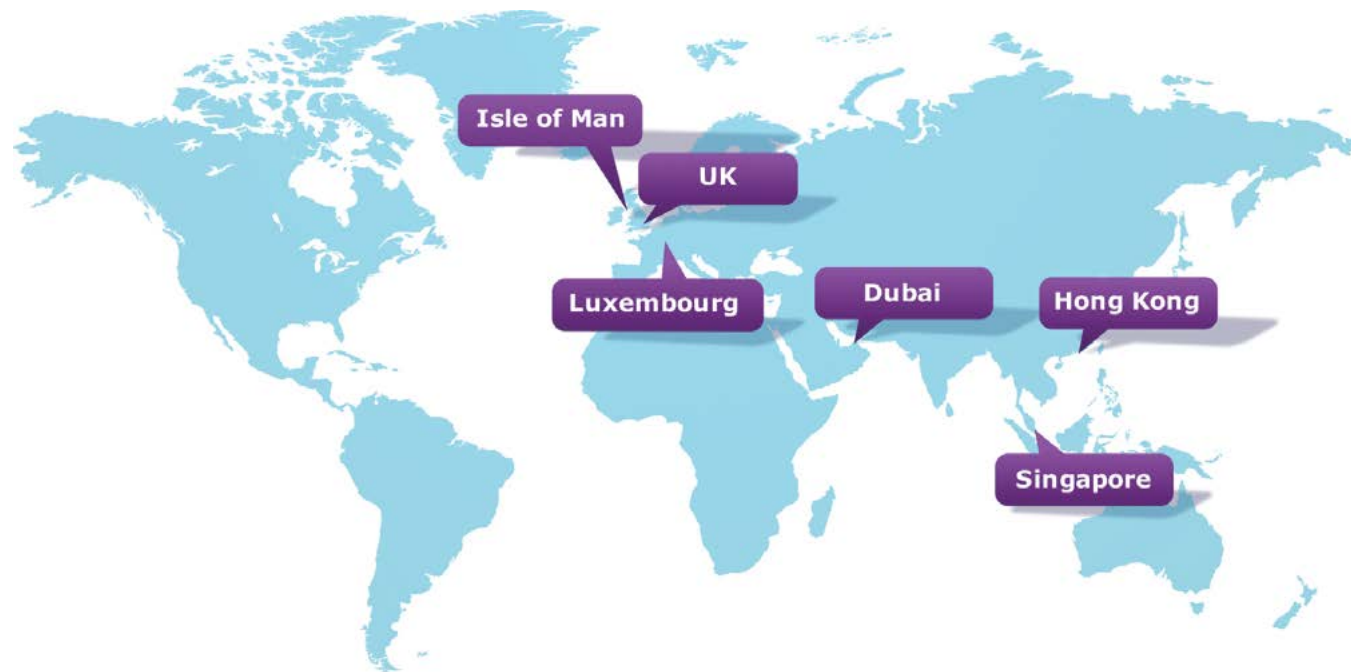 Isle of Man
UK
Luxembourg
Dubai
Hong Kong
Singapore